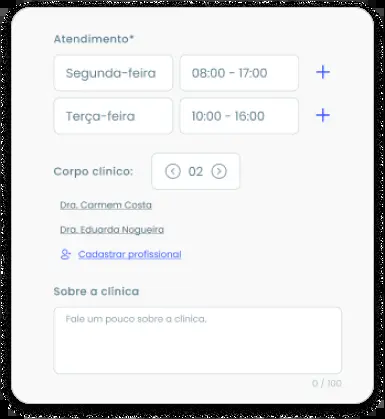 Atendimento*
Segunda-feira 08:00 - 17:00
Terça-feira 10:00 - 16:00
Corpo clínico: 02
Dra. Carmem Costa
Dra. Eduarda Nogueira
Cadastrar profissional
Sobre a clínica
Fale um pouco sobre a clínica.
0 / 100